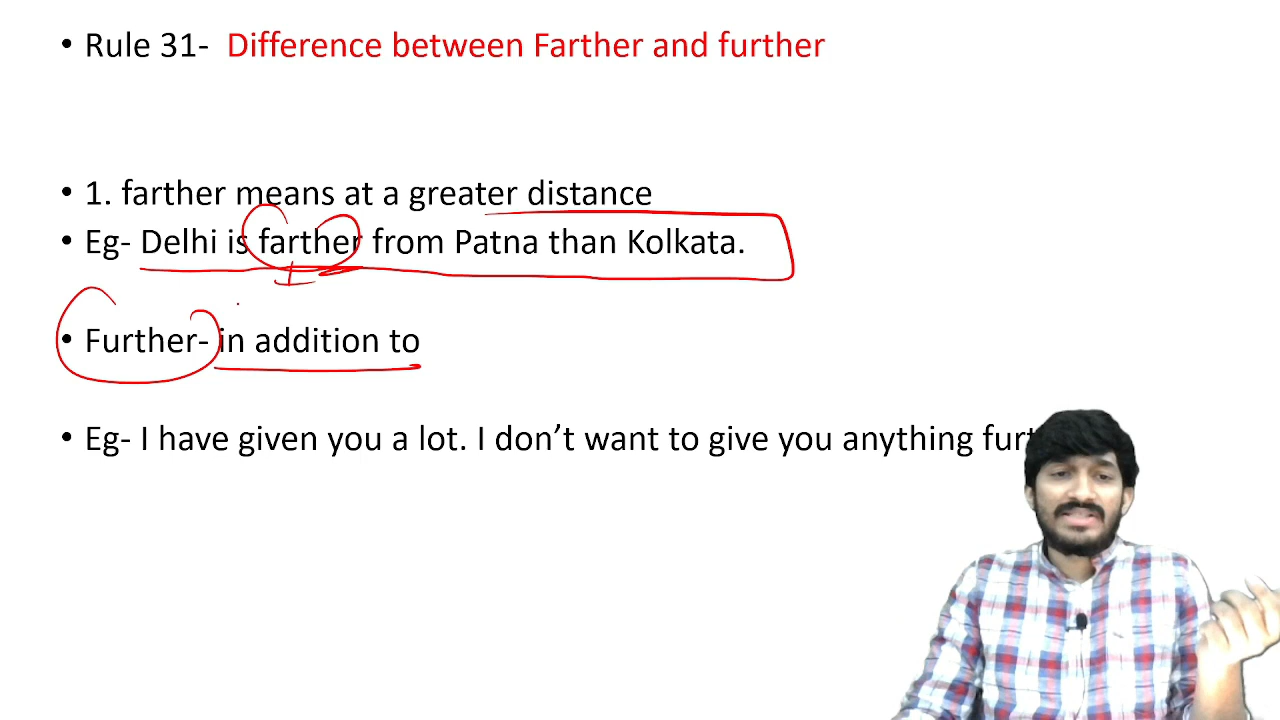 • Rule 31- Difference between Farther and further
• 1. farther means at a greater distance
• Eg- Delhi is farther from Patna than Kolkata.
• Further- in addition to
• Eg- I have given you a lot. I don’t want to give you anything